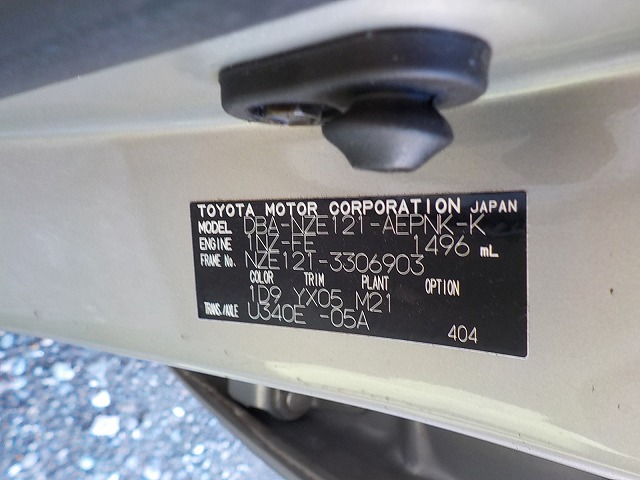 TOYOTA MOTOR CORPORATION JAPAN
MODEL DBA-NZE121-AEPNK-K
ENGINE 1NZ-FE 1496 mL
FRAME No. NZE121-3306903
COLOR TRIM PLANT OPTION
1D9 YX05 M21
TRANS./AXLE U340E -05A
404